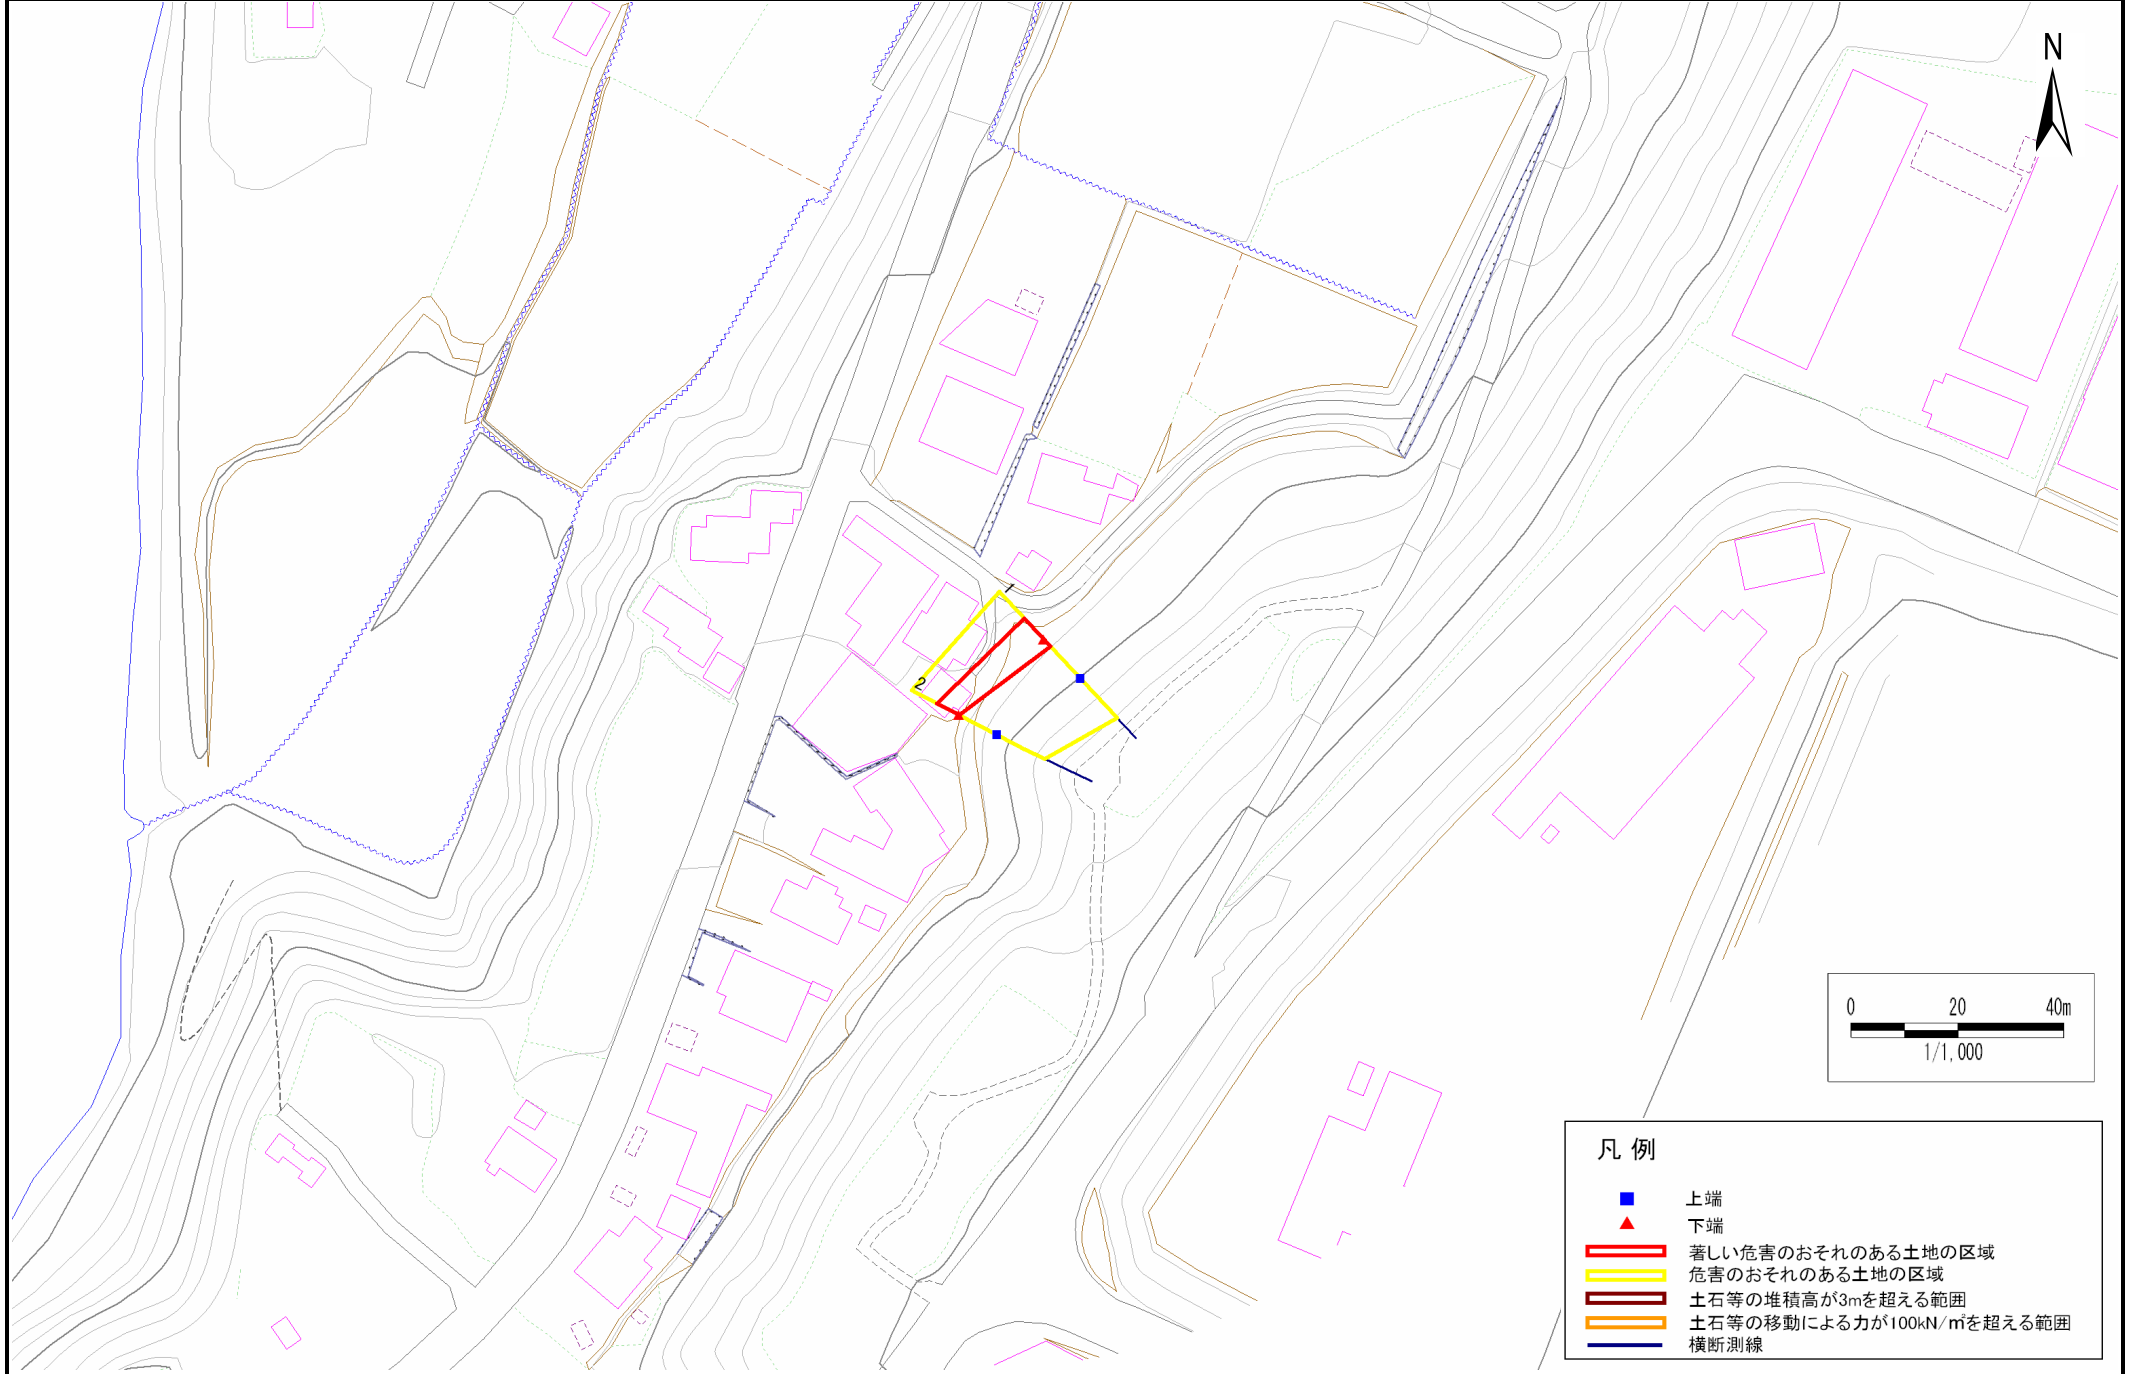 N
1
2
0 20 40m
1/1,000
凡 例
上端
下端
著しい危害のおそれのある土地の区域
危害のおそれのある土地の区域
土石等の堆積高が3mを超える範囲
土石等の移動による力が100kN/㎡を超える範囲
横断測線